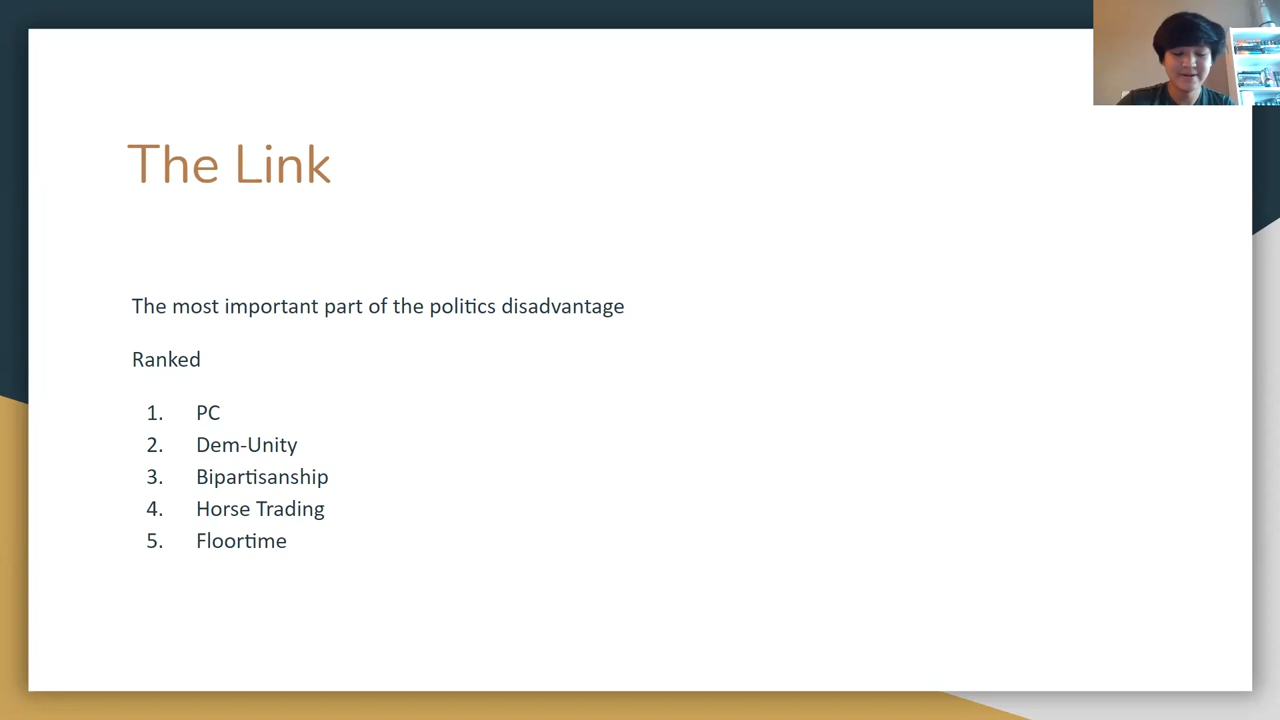 The Link
The most important part of the politics disadvantage
Ranked
1. PC
2. Dem-Unity
3. Bipartisanship
4. Horse Trading
5. Floortime